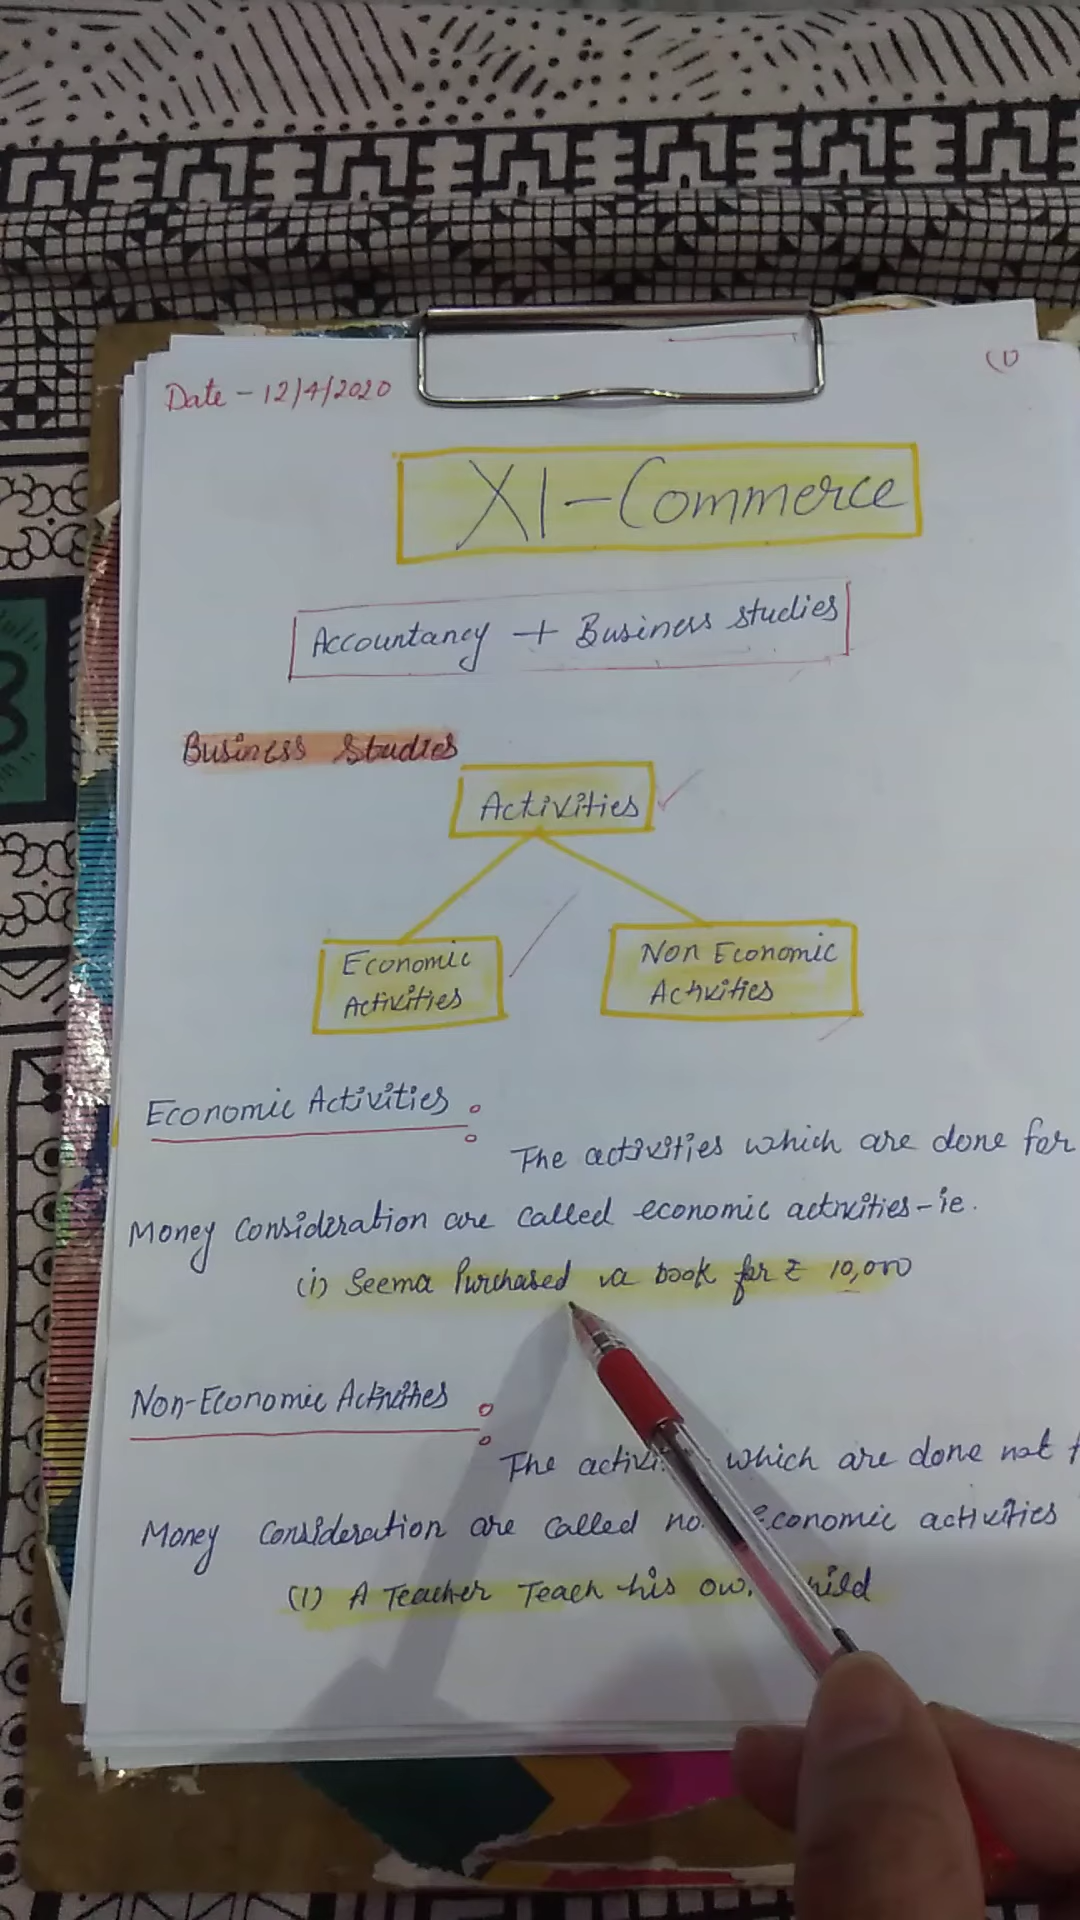 (1)
Date - 12/4/2020
XI - Commerce
Accountancy + Business studies
Business Studies
Activities
Economic
Activities
Non Economic
Activities
Economic Activities :
The activities which are done for
Money Consideration are called economic activities - ie.
(i) Seema Purchased a book for ₹ 10,000
Non-Economic Activities :
The which are done not
Money Consideration are called Economic activities
(1) A Teacher Teach his